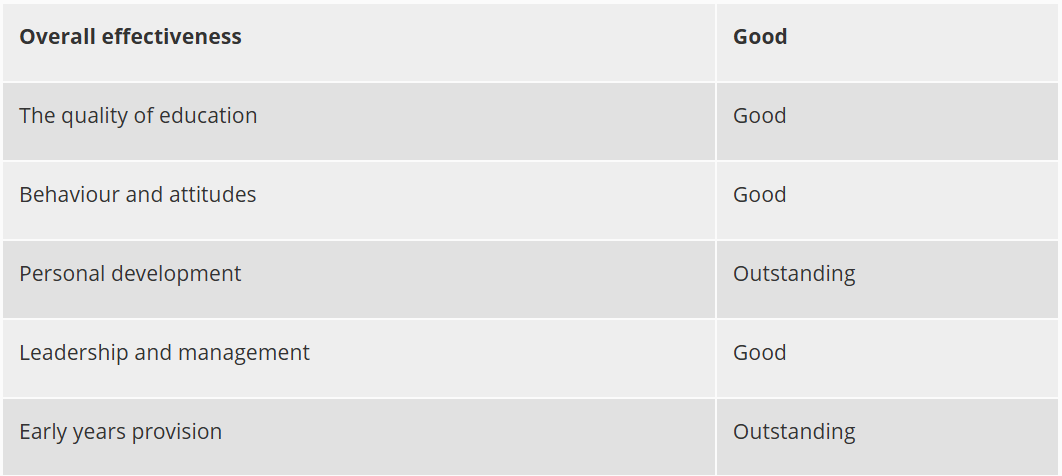 Overall effectiveness Good
The quality of education Good
Behaviour and attitudes Good
Personal development Outstanding
Leadership and management Good
Early years provision Outstanding